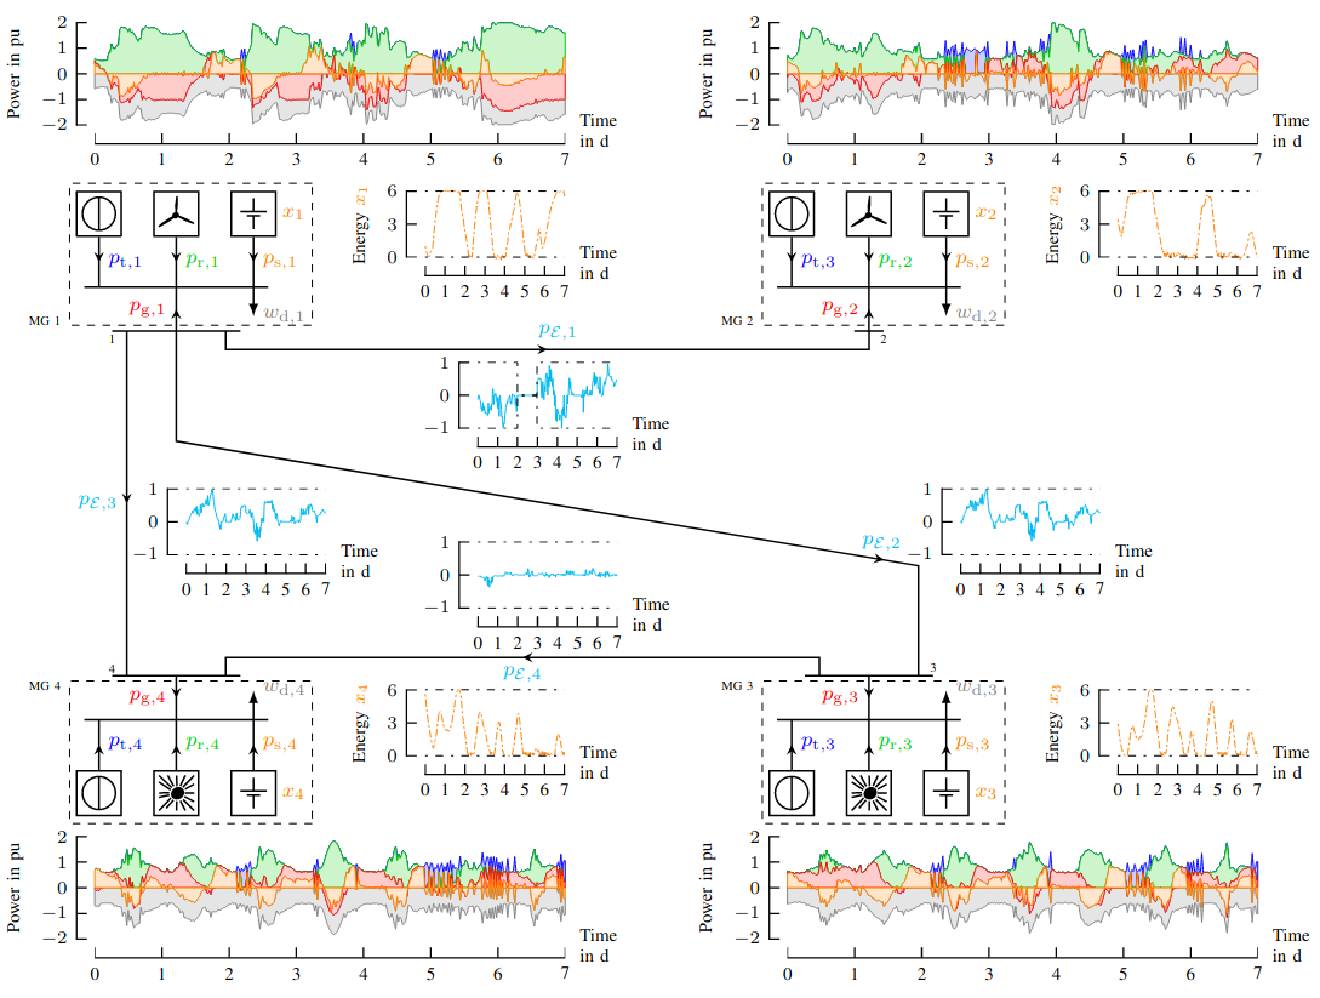 Power in pu
2
1
0
−1
−2
0 1 2 3 4 5 6 7
Time
in d
Power in pu
2
1
0
−1
−2
0 1 2 3 4 5 6 7
Time
in d
x1
pt,1 pr,1 ps,1
pg,1 wd,1
MG 1
1
Energy x1
6
3
0
0 1 2 3 4 5 6 7
Time
in d
x2
pt,3 pr,2 ps,2
pg,2 wd,2
MG 2
2
Energy x2
6
3
0
0 1 2 3 4 5 6 7
Time
in d
pℰ,1
1
0
−1
0 1 2 3 4 5 6 7
Time
in d
pℰ,3
1
0
−1
0 1 2 3 4 5 6 7
Time
in d
pℰ,2
1
0
−1
0 1 2 3 4 5 6 7
Time
in d
1
0
−1
0 1 2 3 4 5 6 7
Time
in d
pℰ,4
4
MG 4
pg,4 wd,4
pt,4 pr,4 ps,4
x4
Energy x4
6
3
0
0 1 2 3 4 5 6 7
Time
in d
3
MG 3
pg,3 wd,3
pt,3 pr,3 ps,3
x3
Energy x3
6
3
0
0 1 2 3 4 5 6 7
Time
in d
Power in pu
2
1
0
−1
−2
0 1 2 3 4 5 6 7
Time
in d
Power in pu
2
1
0
−1
−2
0 1 2 3 4 5 6 7
Time
in d